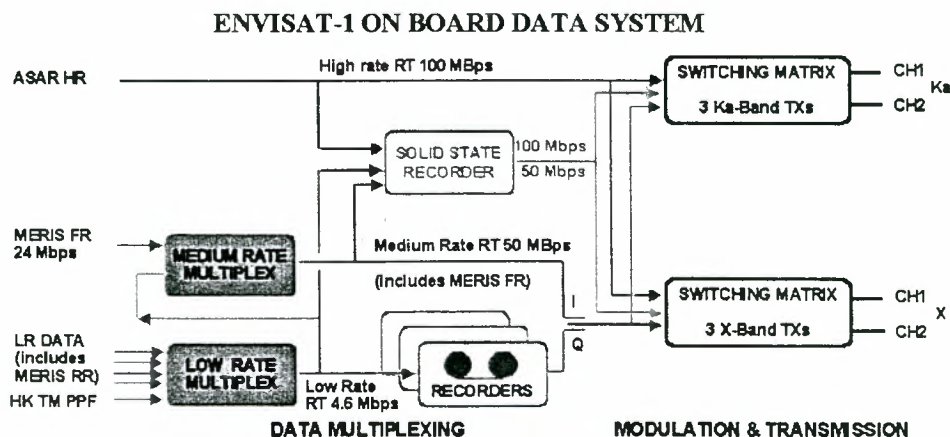 ENVISAT-1 ON BOARD DATA SYSTEM
ASAR HR
High rate RT 100 MBps
SWITCHING MATRIX
3 Ka-Band TXs
CH1
Ka
CH2
SOLID STATE
RECORDER
100 Mbps
50 Mbps
MERIS FR
24 Mbps
MEDIUM RATE
MULTIPLEX
Medium Rate RT 50 MBps
(Includes MERIS FR)
I
Q
SWITCHING MATRIX
3 X-Band TXs
CH1
X
CH2
LR DATA
(includes
MERIS RR)
HK TM PPF
LOW RATE
MULTIPLEX
Low Rate
RT 4.6 Mbps
RECORDERS
DATA MULTIPLEXING
MODULATION & TRANSMISSION